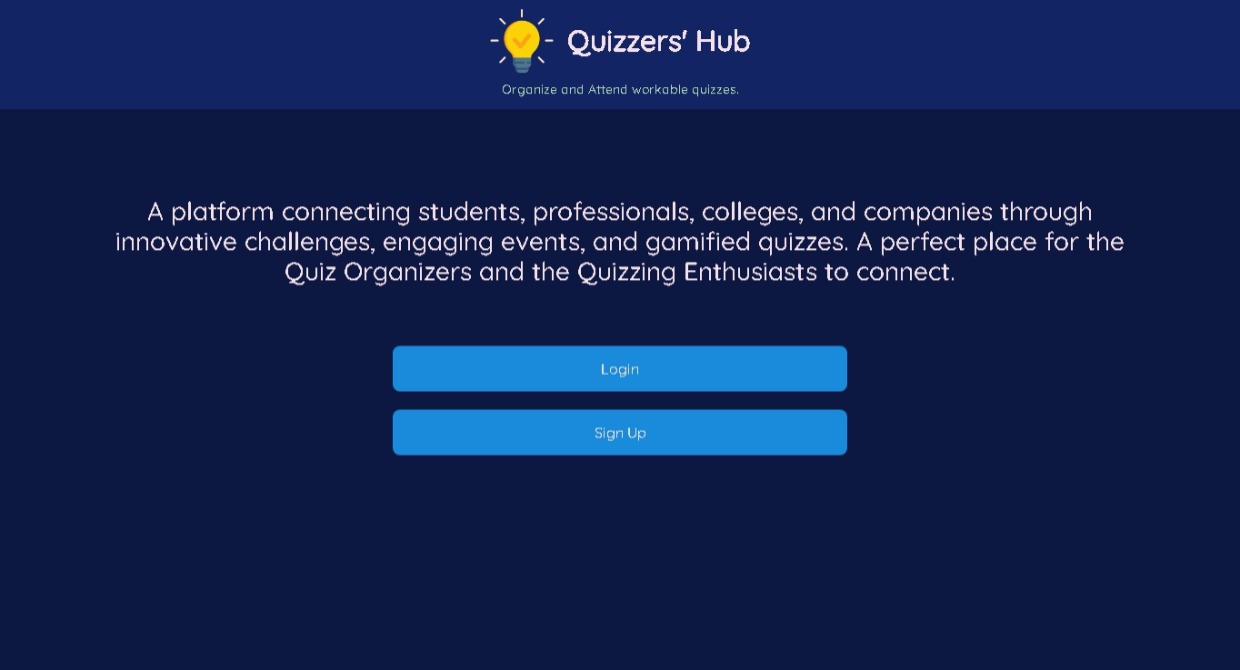 Quizzers' Hub
Organize and Attend workable quizzes.
A platform connecting students, professionals, colleges, and companies through
innovative challenges, engaging events, and gamified quizzes. A perfect place for the
Quiz Organizers and the Quizzing Enthusiasts to connect.
Login
Sign Up